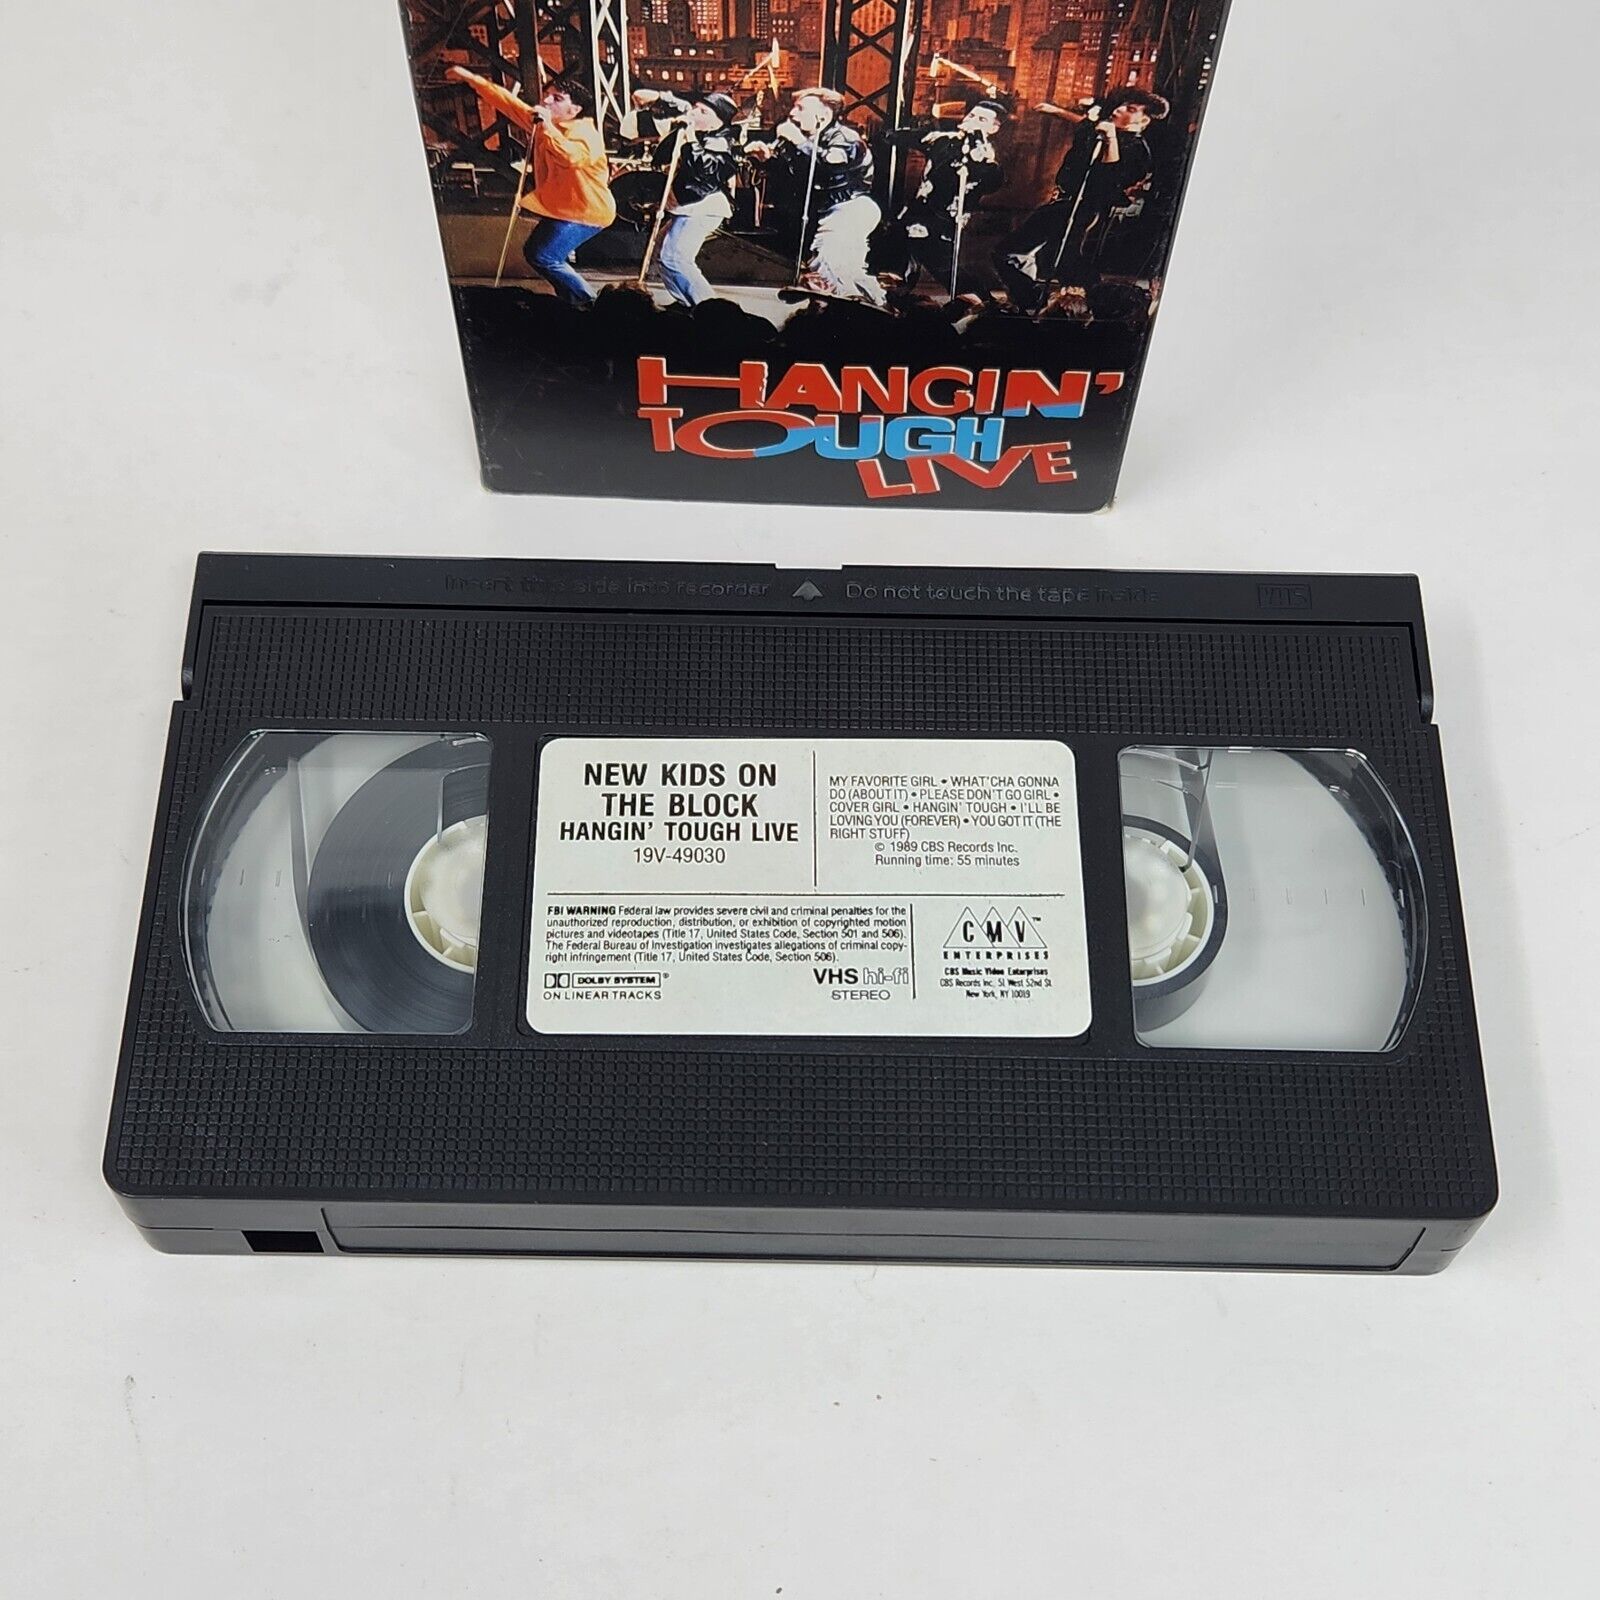 HANGIN'
TOUGH
LIVE
Insert this side into recorder
Do not touch the tape inside
VHS
NEW KIDS ON
THE BLOCK
HANGIN' TOUGH LIVE
19V-49030
MY FAVORITE GIRL • WHAT'CHA GONNA
DO (ABOUT IT) • PLEASE DON'T GO GIRL •
COVER GIRL • HANGIN' TOUGH • I'LL BE
LOVING YOU (FOREVER) • YOU GOT IT (THE
RIGHT STUFF)
© 1989 CBS Records Inc.
Running time: 55 minutes
FBI WARNING Federal law provides severe civil and criminal penalties for the
unauthorized reproduction, distribution, or exhibition of copyrighted motion
pictures and videotapes (Title 17, United States Code, Section 501 and 506).
The Federal Bureau of Investigation investigates allegations of criminal copy-
right infringement (Title 17, United States Code, Section 506).
DOLBY SYSTEM®
ON LINEAR TRACKS
VHS hi-fi
STEREO
CMV™
ENTERPRISES
CBS Music Video Enterprises
CBS Records Inc. 51 West 52nd St.
New York, NY 10019